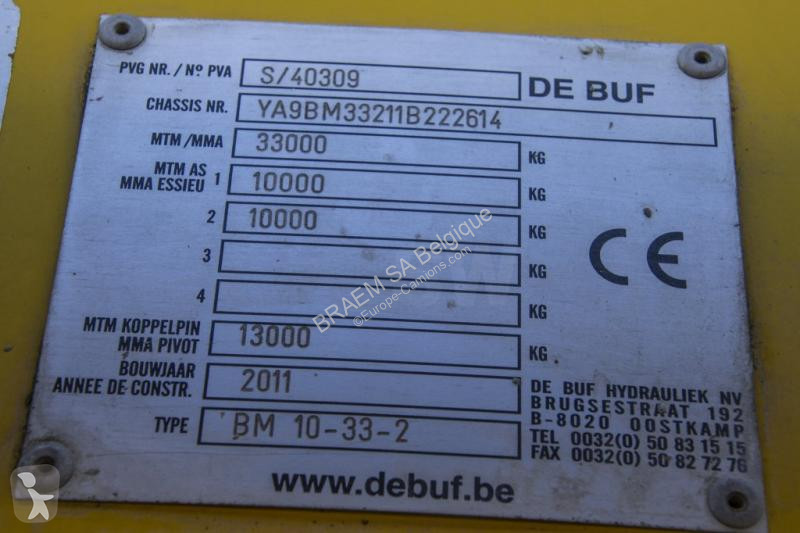 PVG NR. / Nº PVA S/40309 DE BUF
CHASSIS NR. YA9BM33211B222614
MTM /MMA 33000 KG
MTM AS
MMA ESSIEU 1 10000 KG
2 10000 KG
3 KG
4 KG
MTM KOPPELPIN
MMA PIVOT 13000 KG
BOUWJAAR
ANNEE DE CONSTR. 2011
TYPE BM 10-33-2
CE
DE BUF HYDRAULIEK NV
BRUGSESTRAAT 192
B-8020 OOSTKAMP
TEL 0032(0) 50 83 15 15
FAX 0032(0) 50 82 72 76
www.debuf.be
BRAEM SA Belgique
©Europe-Camions.com